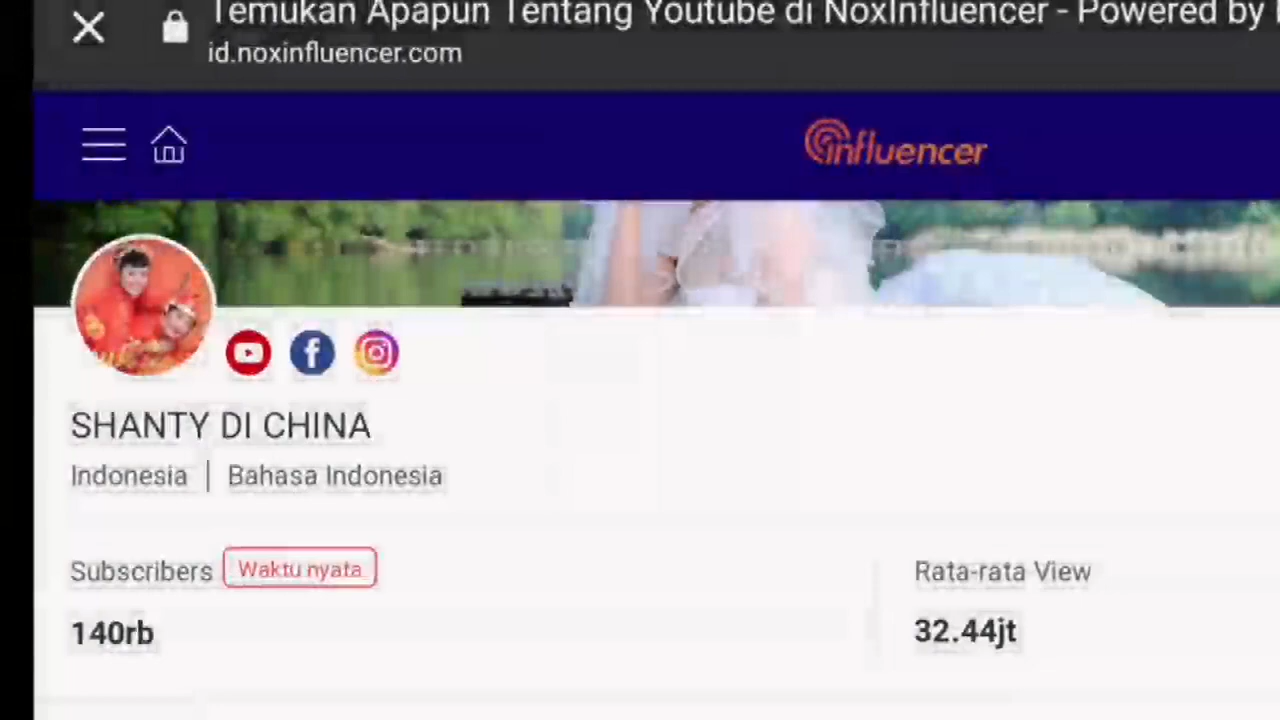 Temukan Apapun Tentang Youtube di NoxInfluencer - Powered by
id.noxinfluencer.com
influencer
SHANTY DI CHINA
Indonesia | Bahasa Indonesia
Subscribers Waktu nyata
140rb
Rata-rata View
32.44jt